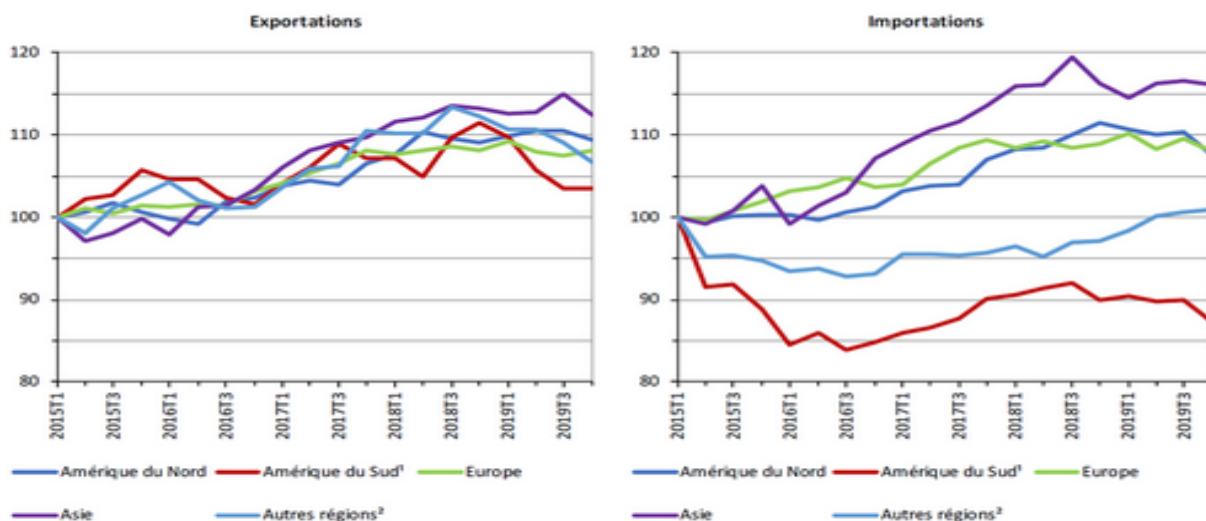 Exportations
120
110
100
90
80
2015T1
2015T3
2016T1
2016T3
2017T1
2017T3
2018T1
2018T3
2019T1
2019T3
Amérique du Nord
Amérique du Sud¹
Europe
Asie
Autres régions²
Importations
120
110
100
90
80
2015T1
2015T3
2016T1
2016T3
2017T1
2017T3
2018T1
2018T3
2019T1
2019T3
Amérique du Nord
Amérique du Sud¹
Europe
Asie
Autres régions²